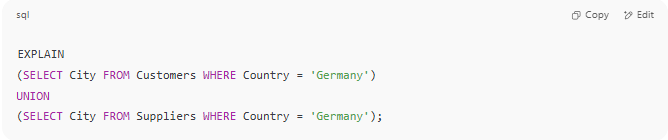 sql
Copy
Edit
EXPLAIN
(SELECT City FROM Customers WHERE Country = 'Germany')
UNION
(SELECT City FROM Suppliers WHERE Country = 'Germany');